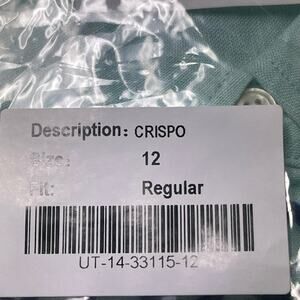 Description: CRISPO
Size: 12
Fit: Regular
UT-14-33115-12